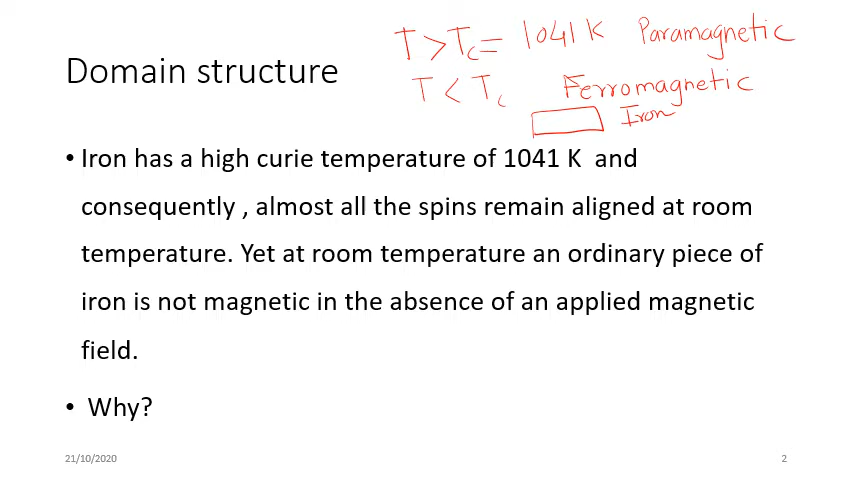 T > Tc = 1041 K Paramagnetic
Domain structure
T < Tc Ferromagnetic
Iron
• Iron has a high curie temperature of 1041 K and
consequently , almost all the spins remain aligned at room
temperature. Yet at room temperature an ordinary piece of
iron is not magnetic in the absence of an applied magnetic
field.
• Why?
21/10/2020
2